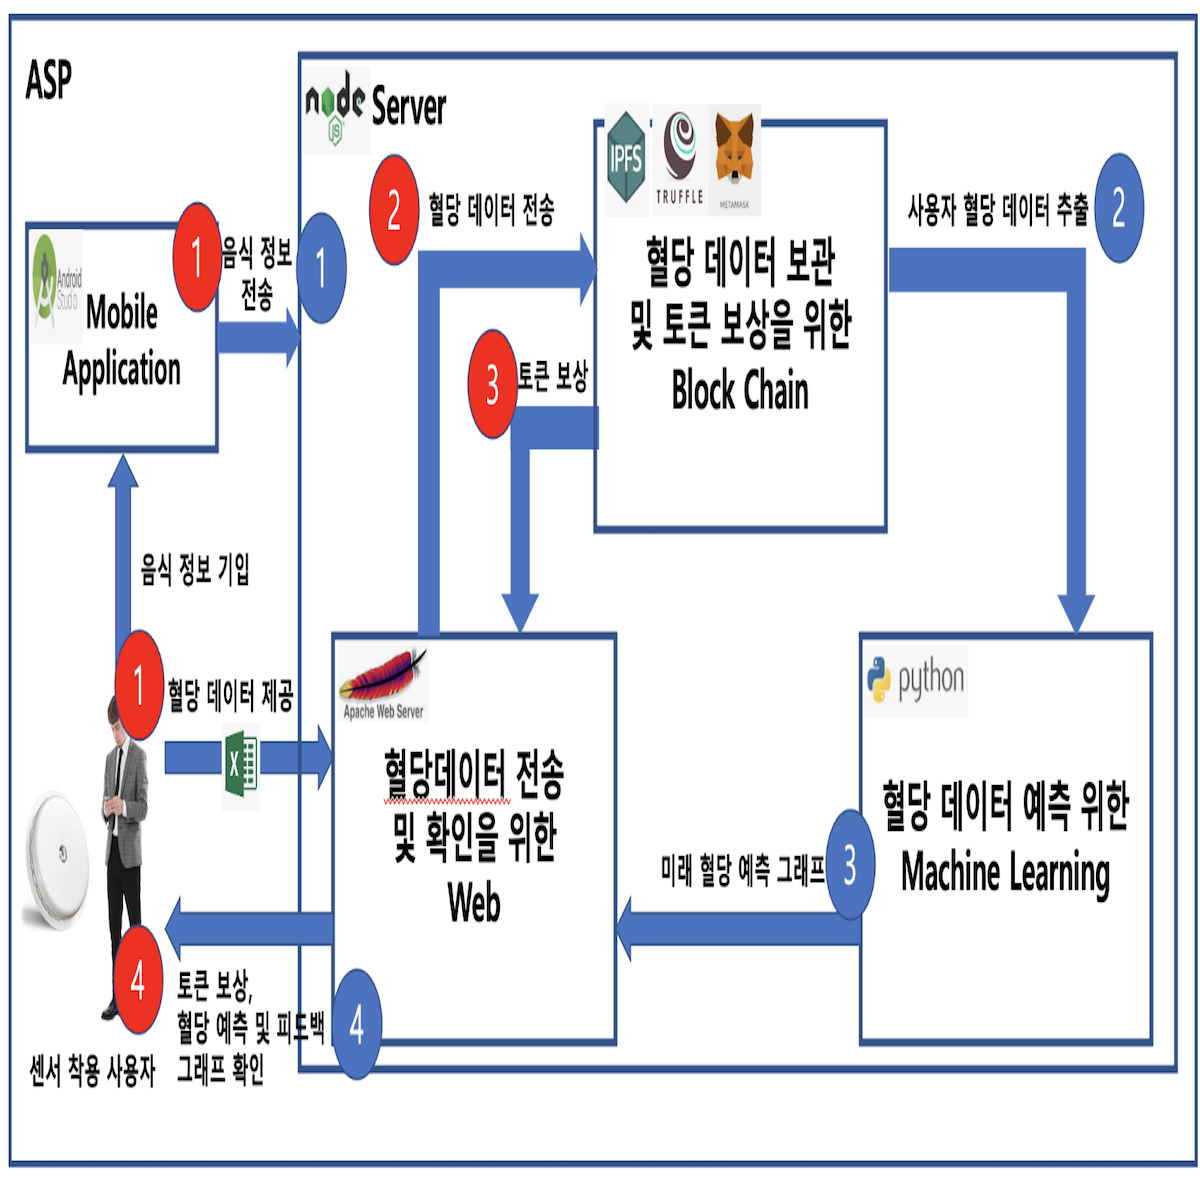 ASP
node
JS
Server
IPFS
TRUFFLE
METAMASK
2
혈당 데이터 전송
사용자 혈당 데이터 추출
2
1
음식 정보
전송
1
Android
Studio
Mobile
Application
혈당 데이터 보관
및 토큰 보상을 위한
Block Chain
3
토큰 보상
음식 정보 기입
1
혈당 데이터 제공
X
Apache Web Server
혈당데이터 전송
및 확인을 위한
Web
python
혈당 데이터 예측 위한
Machine Learning
미래 혈당 예측 그래프
3
4
토큰 보상,
혈당 예측 및 피드백
그래프 확인
4
센서 착용 사용자